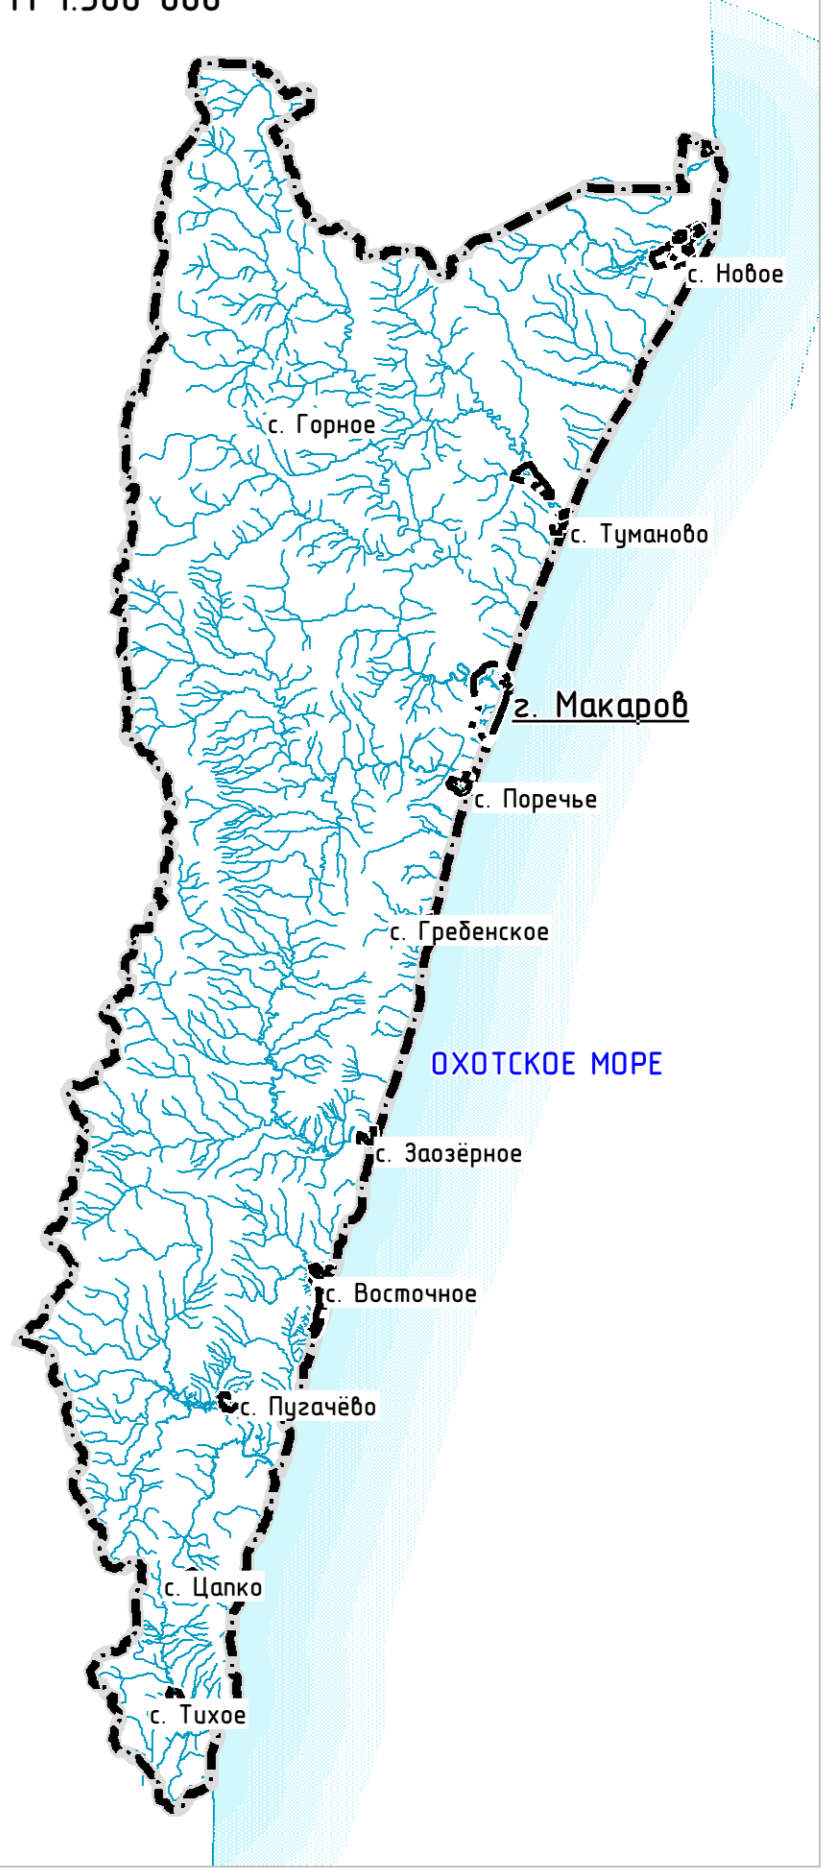 с. Новое
с. Горное
с. Туманово
г. Макаров
с. Поречье
с. Гребенское
ОХОТСКОЕ МОРЕ
с. Заозёрное
с. Восточное
с. Пугачёво
с. Цапко
с. Тихое